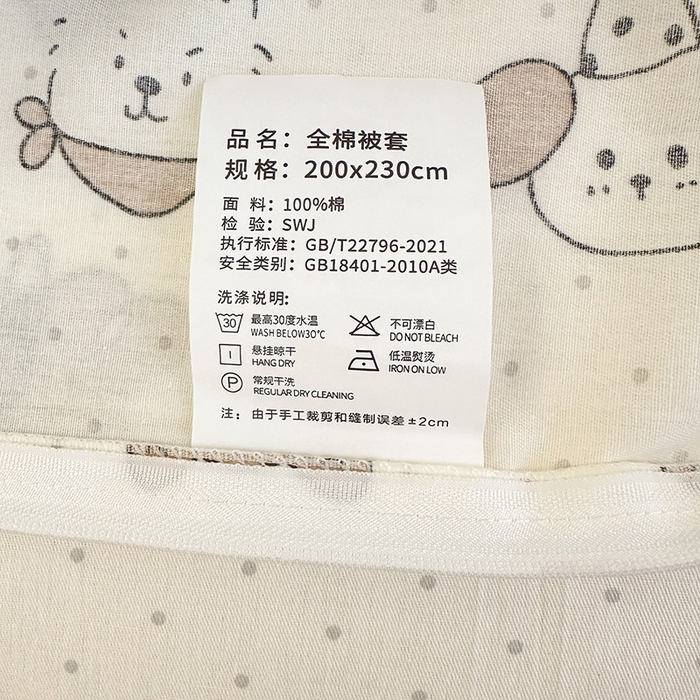 品名：全棉被套
规格：200x230cm
面 料：100%棉
检 验：SWJ
执行标准：GB/T22796-2021
安全类别：GB18401-2010A类
洗涤说明：
30 最高30度水温 不可漂白
WASH BELOW30℃ DO NOT BLEACH
悬挂晾干 低温熨烫
HANG DRY IRON ON LOW
P 常规干洗
REGULAR DRY CLEANING
注：由于手工裁剪和缝制误差±2cm